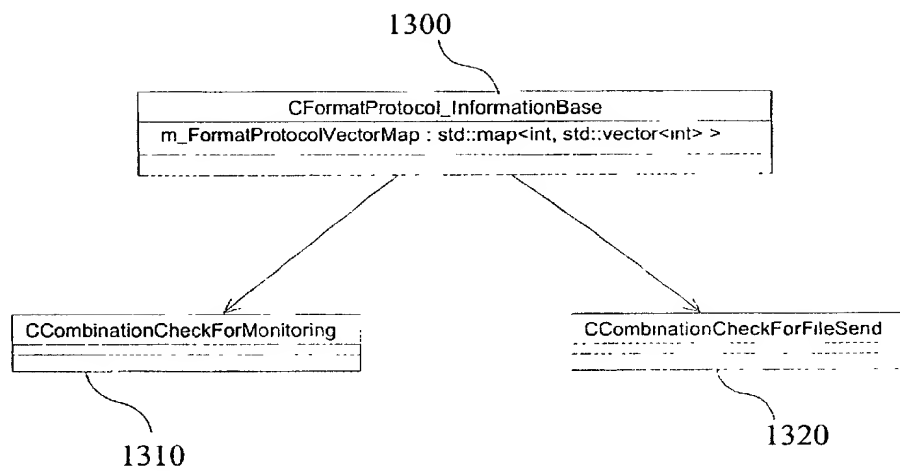 1300
CFormatProtocol_InformationBase
m_FormatProtocolVectorMap : std::map<int, std::vector<int> >
CCombinationCheckForMonitoring
CCombinationCheckForFileSend
1310
1320